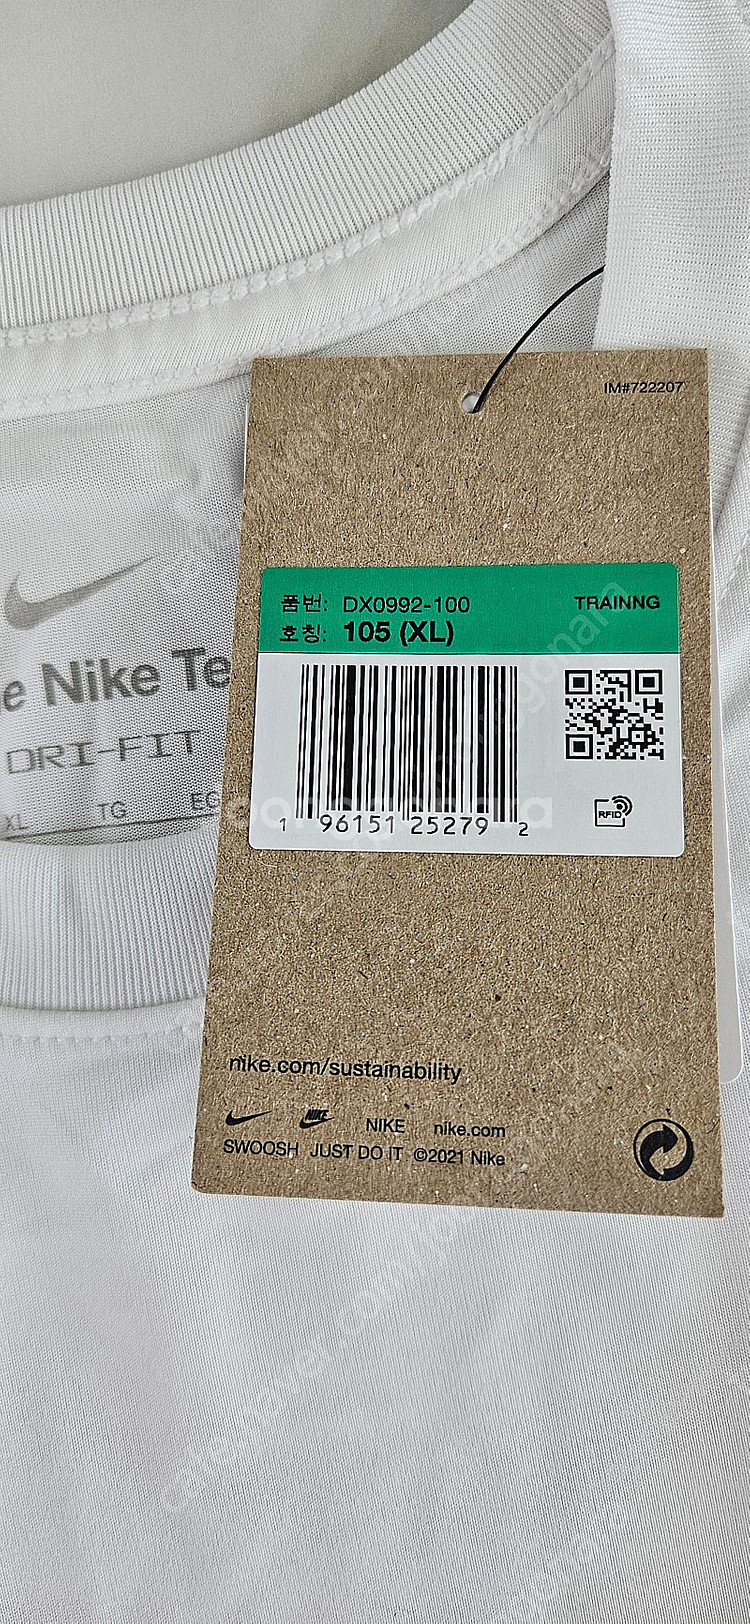 IM#722207
품번: DX0992-100
TRAINNG
호칭: 105 (XL)
e Nike Te
DRI-FIT
XL TG EG
RFID
1 96151 25279 2
joonggonara
nike.com/sustainability
NIKE NIKE nike.com
SWOOSH JUST DO IT ©2021 Nike